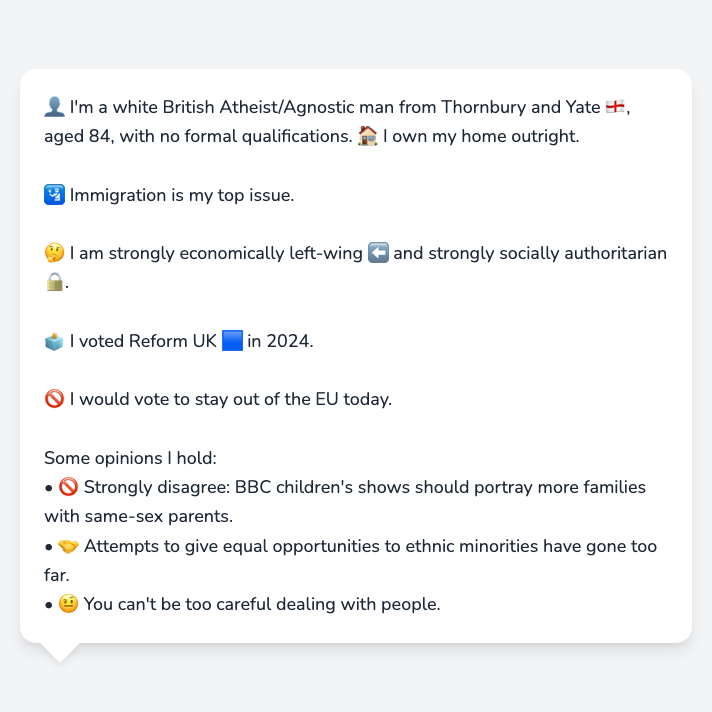 👤 I'm a white British Atheist/Agnostic man from Thornbury and Yate 🏴󠁧󠁢󠁥󠁮󠁧󠁿,
aged 84, with no formal qualifications. 🏠 I own my home outright.
🛂 Immigration is my top issue.
🤔 I am strongly economically left-wing ⬅️ and strongly socially authoritarian
🔒.
🗳️ I voted Reform UK 🟦 in 2024.
🚫 I would vote to stay out of the EU today.
Some opinions I hold:
• 🚫 Strongly disagree: BBC children's shows should portray more families
with same-sex parents.
• 🤝 Attempts to give equal opportunities to ethnic minorities have gone too
far.
• 🤨 You can't be too careful dealing with people.